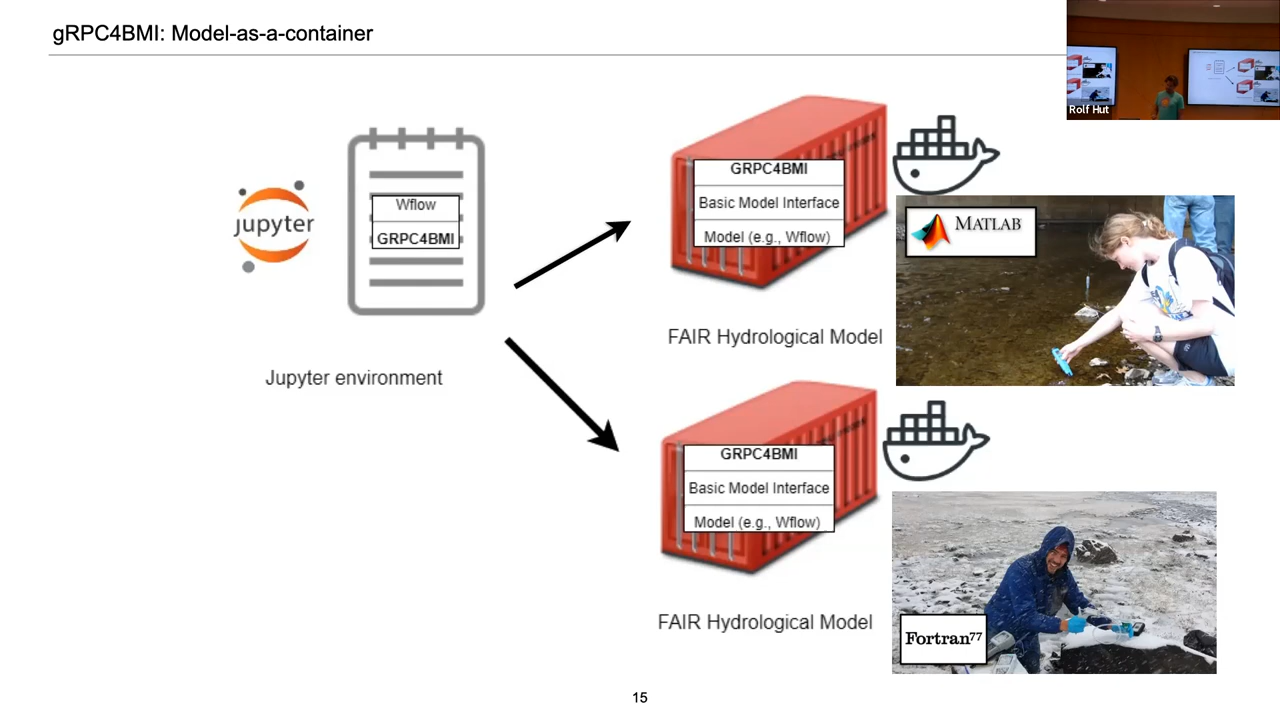 gRPC4BMI: Model-as-a-container
Rolf Hut
jupyter
Wflow
GRPC4BMI
Jupyter environment
GRPC4BMI
Basic Model Interface
Model (e.g., Wflow)
FAIR Hydrological Model
MATLAB
GRPC4BMI
Basic Model Interface
Model (e.g., Wflow)
FAIR Hydrological Model
Fortran77
15